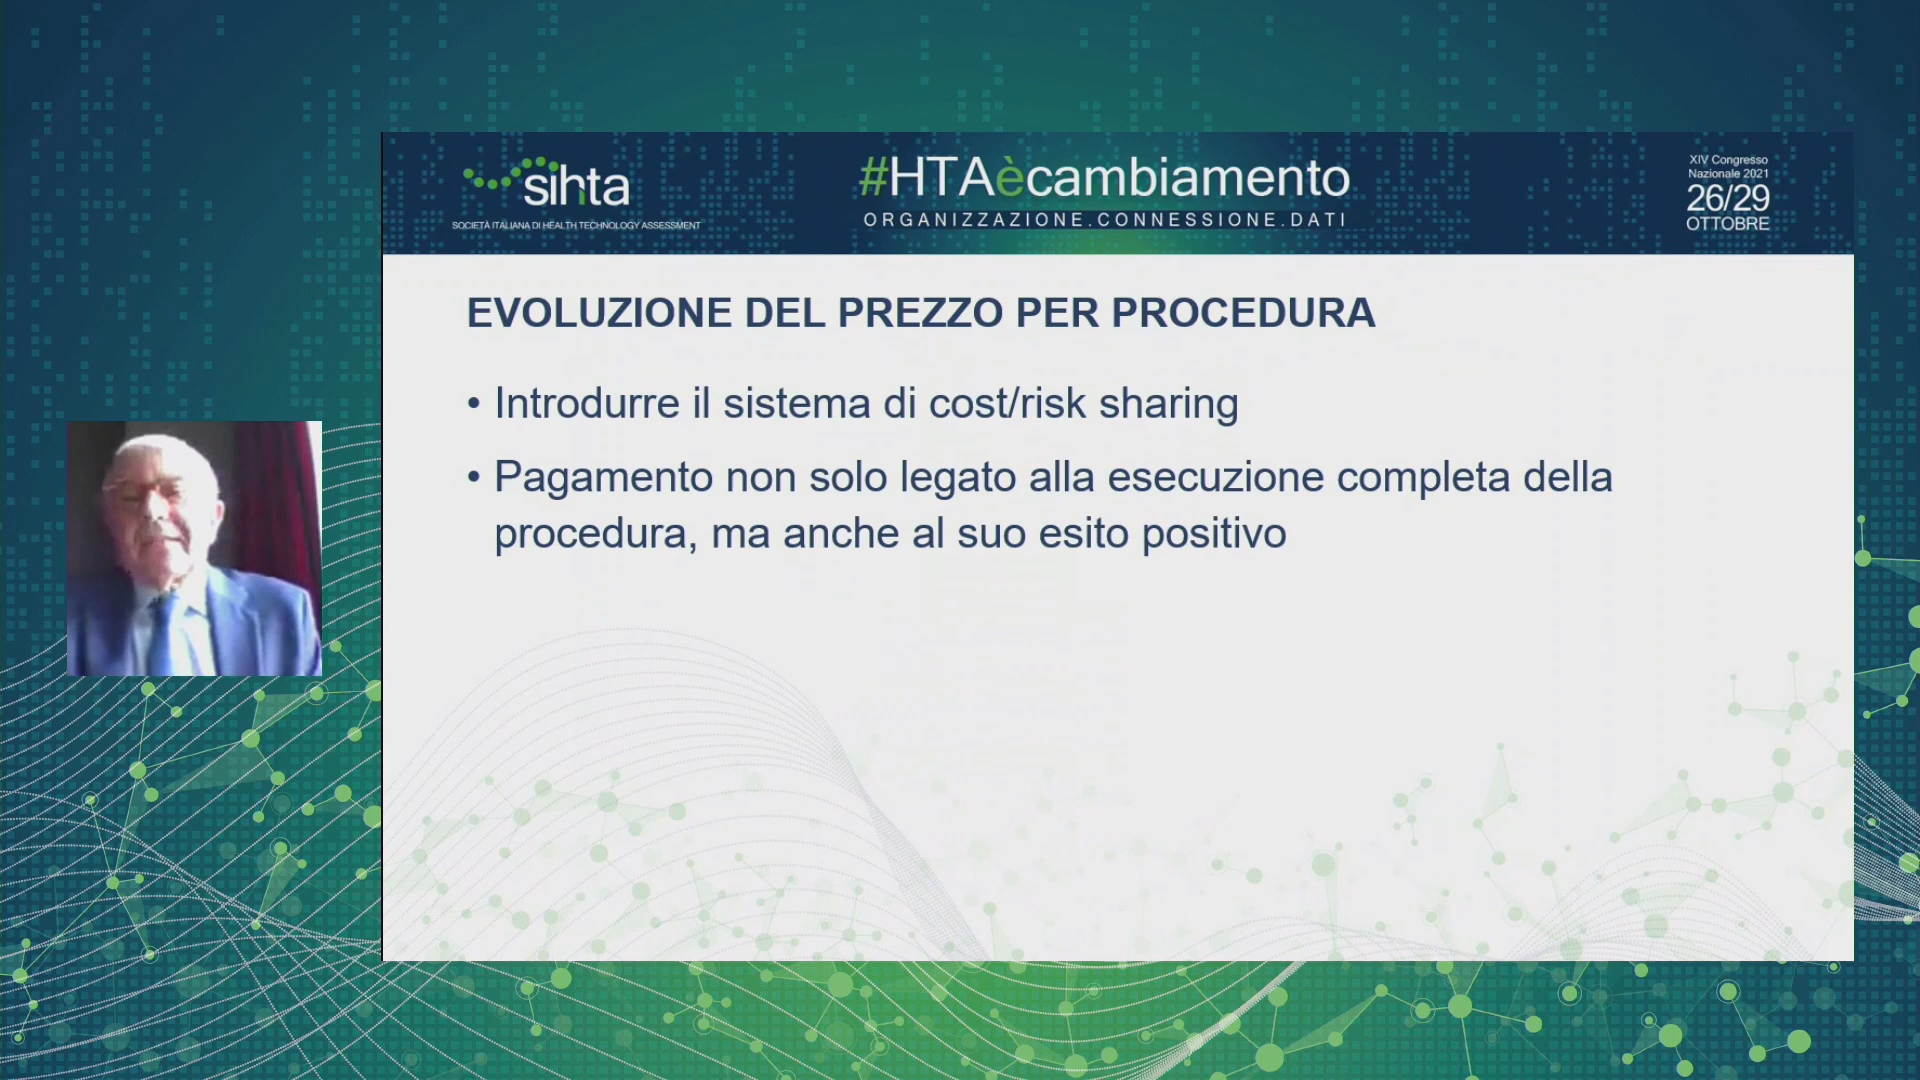 sihta
SOCIETÀ ITALIANA DI HEALTH TECHNOLOGY ASSESSMENT
#HTAècambiamento
ORGANIZZAZIONE.CONNESSIONE.DATI
XIV Congresso
Nazionale 2021
26/29
OTTOBRE
EVOLUZIONE DEL PREZZO PER PROCEDURA
• Introdurre il sistema di cost/risk sharing
• Pagamento non solo legato alla esecuzione completa della
procedura, ma anche al suo esito positivo